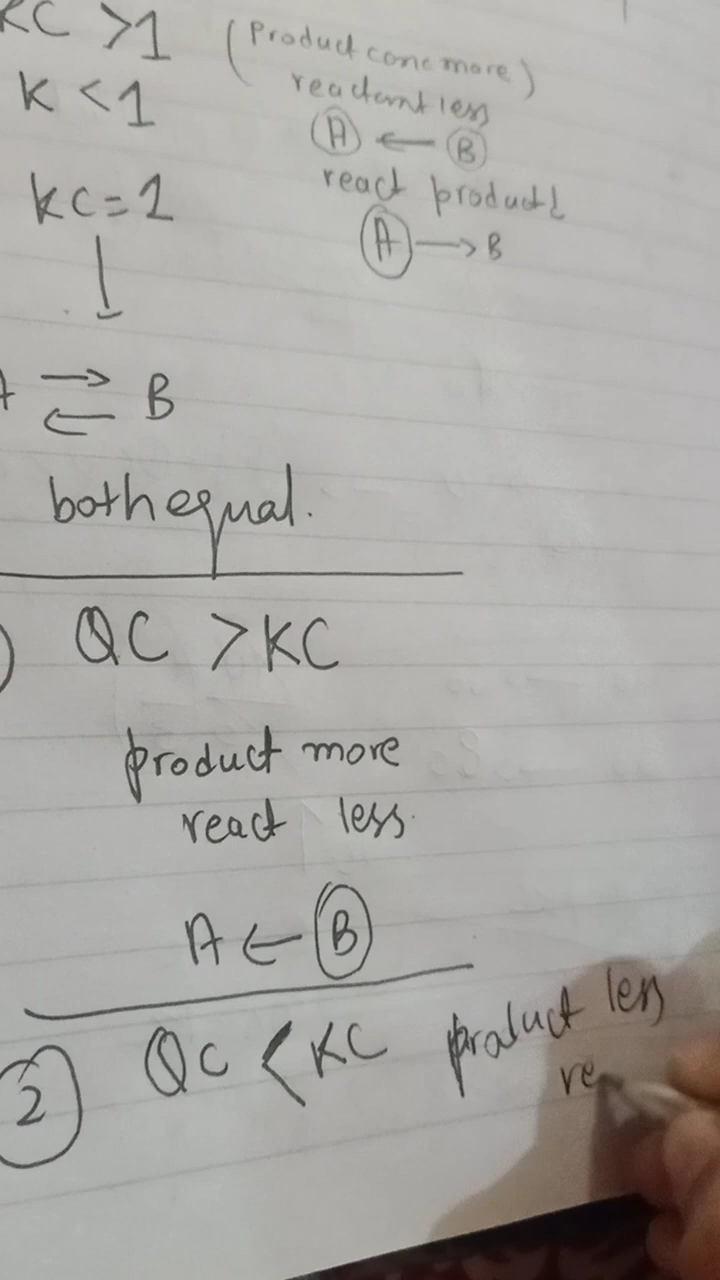 KC >1 (Product conc more)
reactant less
K <1
A ← B
react product↓
KC=1
A → B
A ⇄ B
both equal.
) QC >KC
product more
react less.
A ← B
2 QC < KC product less
re